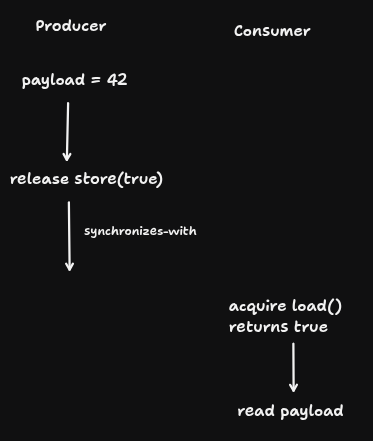 Producer
Consumer
payload = 42
release store(true)
synchronizes-with
acquire load()
returns true
read payload